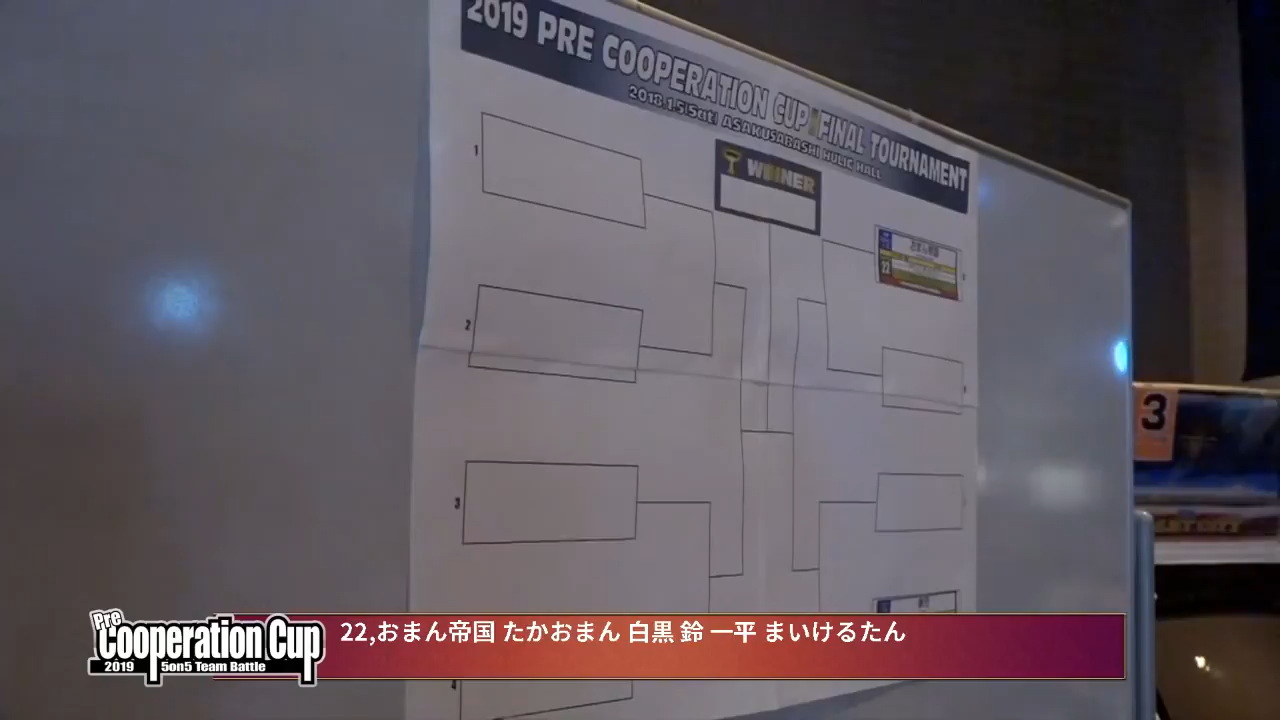 2019 PRE COOPERATION CUP FINAL TOURNAMENT
2018.1.5(Sat) ASAKUSABASHI HULIC HALL
WINNER
1
2
22
3
3
4
Pre
Cooperation Cup
2019 5on5 Team Battle
22,おまん帝国 たかおまん 白黒 鈴 一平 まいけるたん